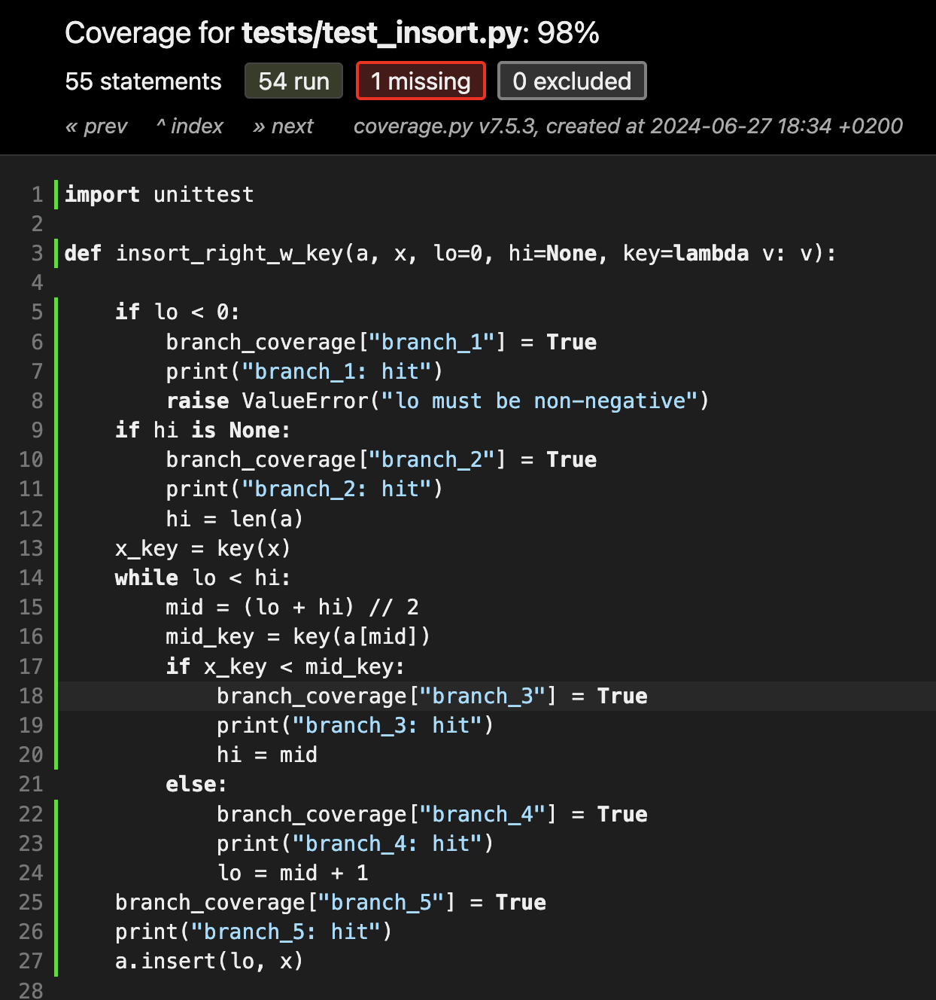 Coverage for tests/test_insort.py: 98%
55 statements 54 run 1 missing 0 excluded
« prev ^ index » next coverage.py v7.5.3, created at 2024-06-27 18:34 +0200
1 import unittest
2
3 def insort_right_w_key(a, x, lo=0, hi=None, key=lambda v: v):
4
5     if lo < 0:
6         branch_coverage["branch_1"] = True
7         print("branch_1: hit")
8         raise ValueError("lo must be non-negative")
9     if hi is None:
10         branch_coverage["branch_2"] = True
11         print("branch_2: hit")
12         hi = len(a)
13     x_key = key(x)
14     while lo < hi:
15         mid = (lo + hi) // 2
16         mid_key = key(a[mid])
17         if x_key < mid_key:
18             branch_coverage["branch_3"] = True
19             print("branch_3: hit")
20             hi = mid
21         else:
22             branch_coverage["branch_4"] = True
23             print("branch_4: hit")
24             lo = mid + 1
25     branch_coverage["branch_5"] = True
26     print("branch_5: hit")
27     a.insert(lo, x)
28